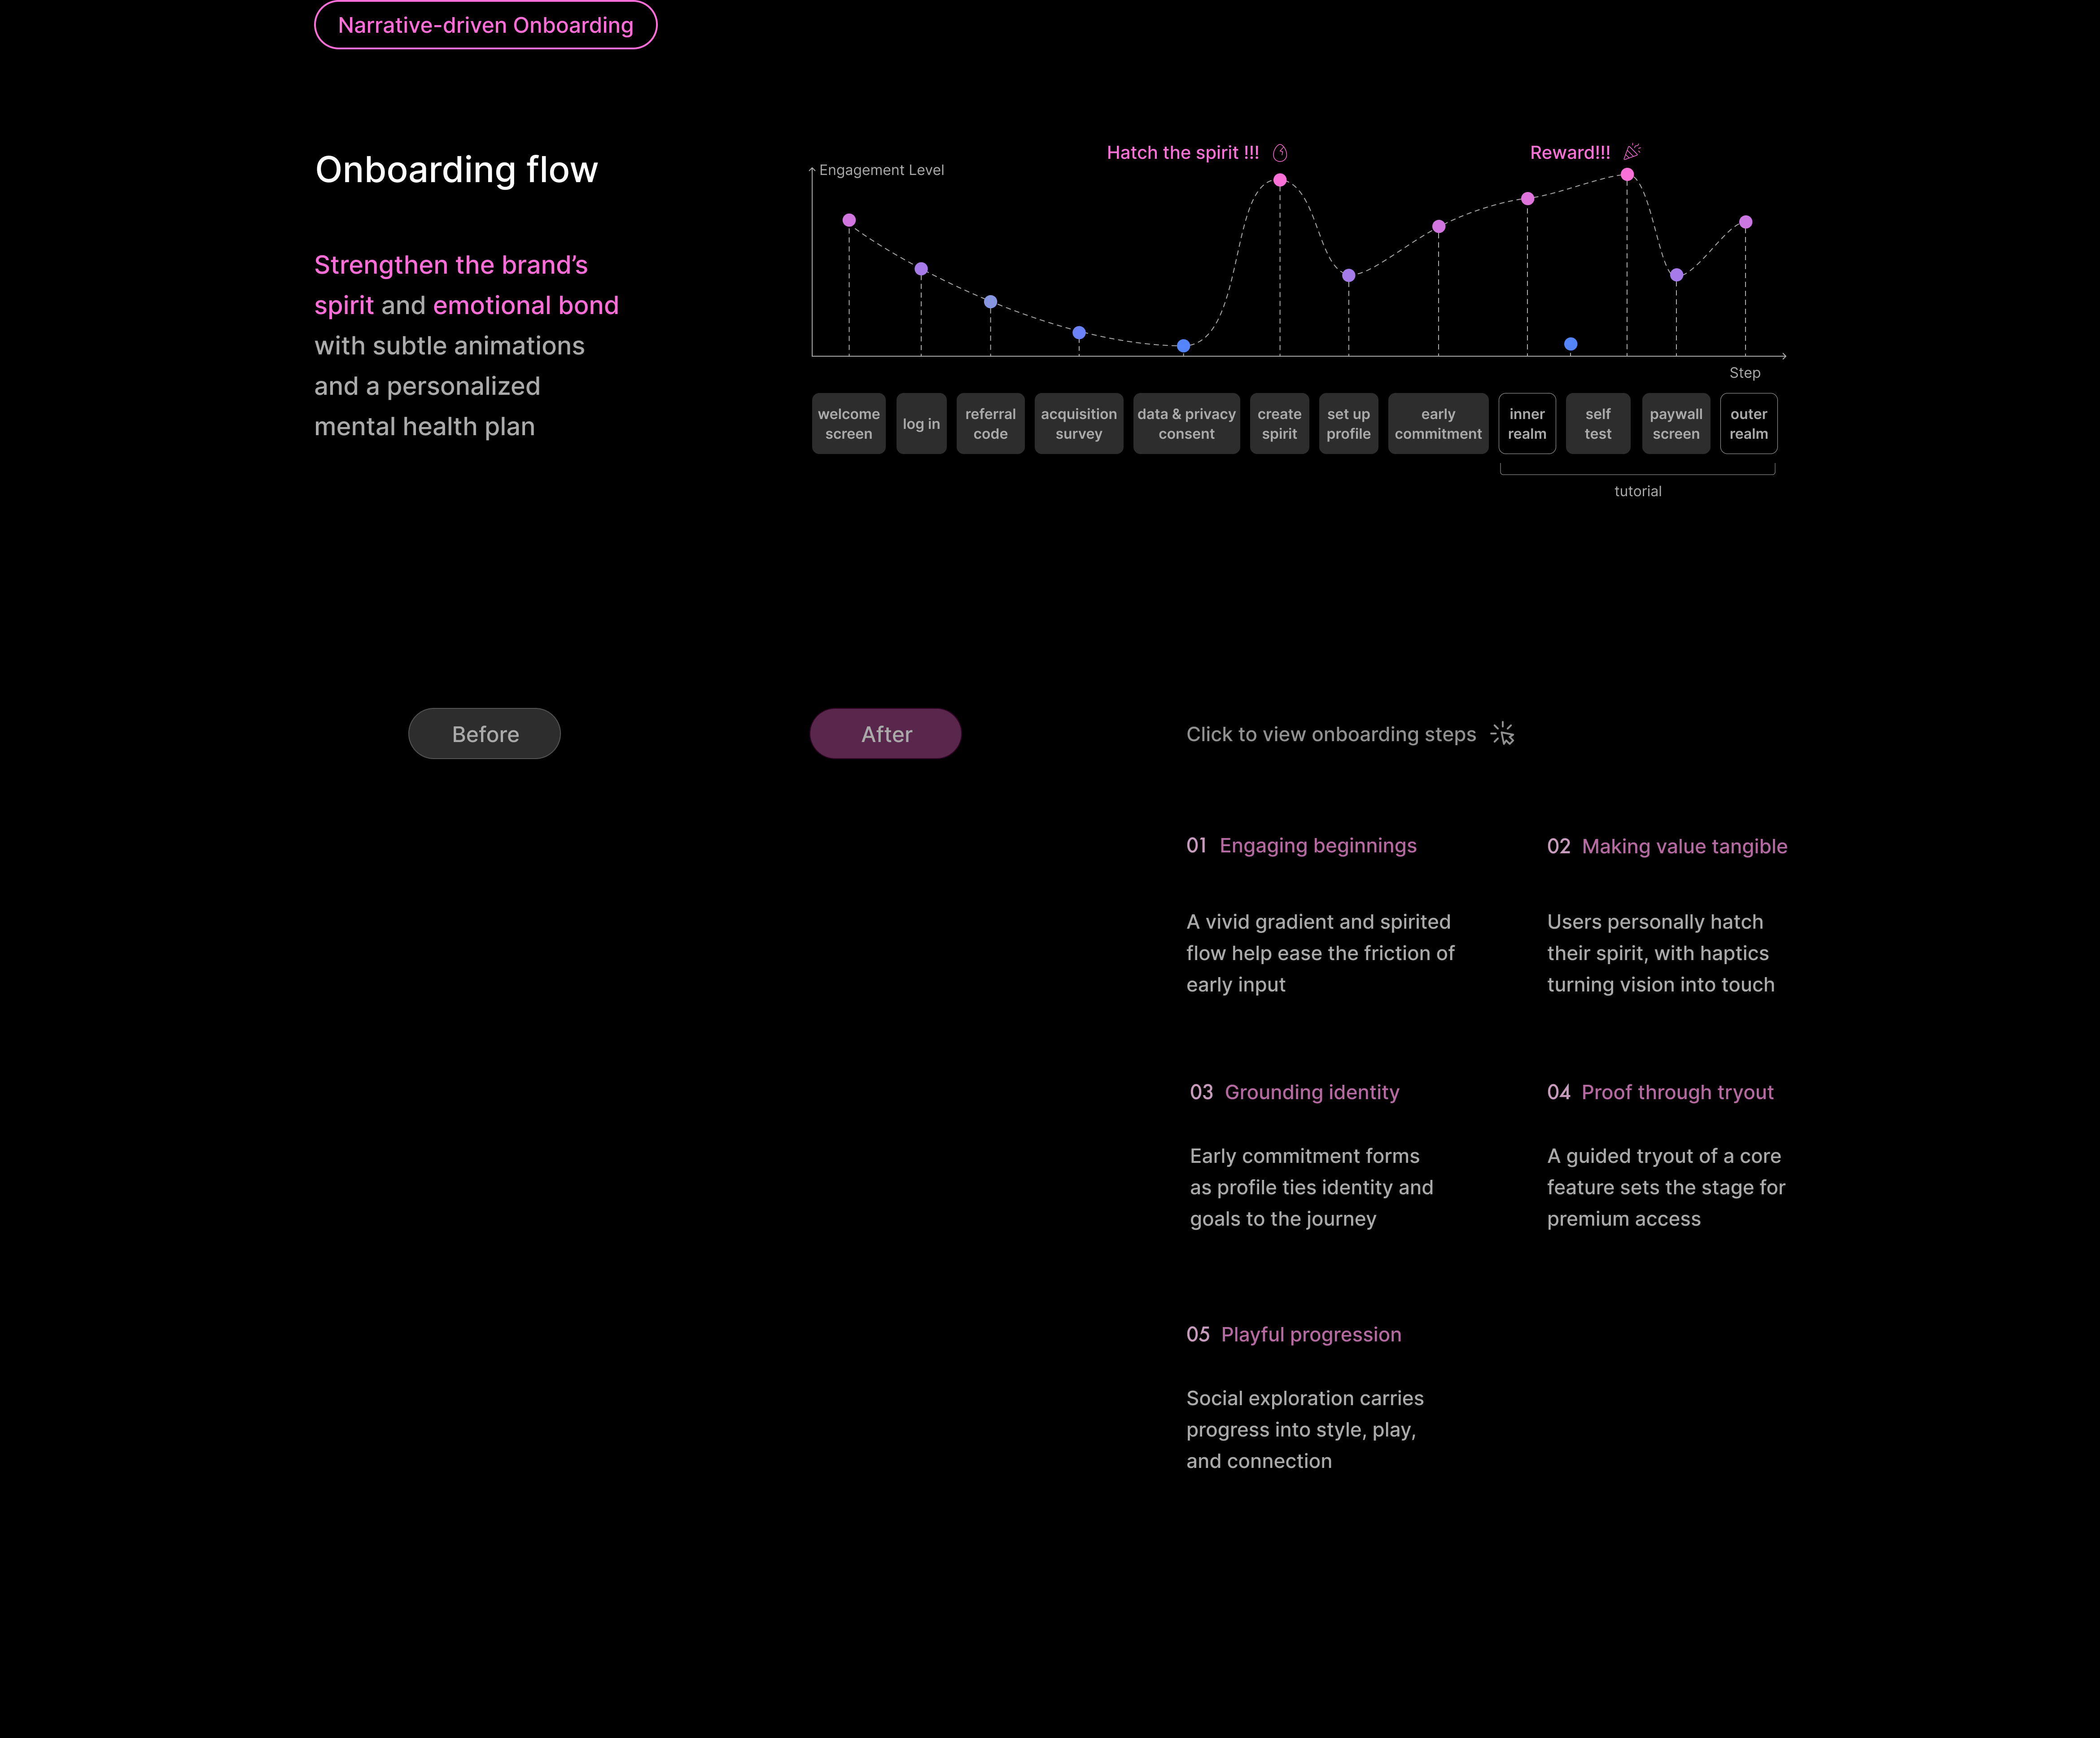 Narrative-driven Onboarding
Onboarding flow
Strengthen the brand’s
spirit and emotional bond
with subtle animations
and a personalized
mental health plan
Hatch the spirit !!!
Reward!!!
Engagement Level
Step
welcome
screen
log in
referral
code
acquisition
survey
data & privacy
consent
create
spirit
set up
profile
early
commitment
inner
realm
self
test
paywall
screen
outer
realm
tutorial
Before
After
Click to view onboarding steps
01 Engaging beginnings
A vivid gradient and spirited
flow help ease the friction of
early input
02 Making value tangible
Users personally hatch
their spirit, with haptics
turning vision into touch
03 Grounding identity
Early commitment forms
as profile ties identity and
goals to the journey
04 Proof through tryout
A guided tryout of a core
feature sets the stage for
premium access
05 Playful progression
Social exploration carries
progress into style, play,
and connection